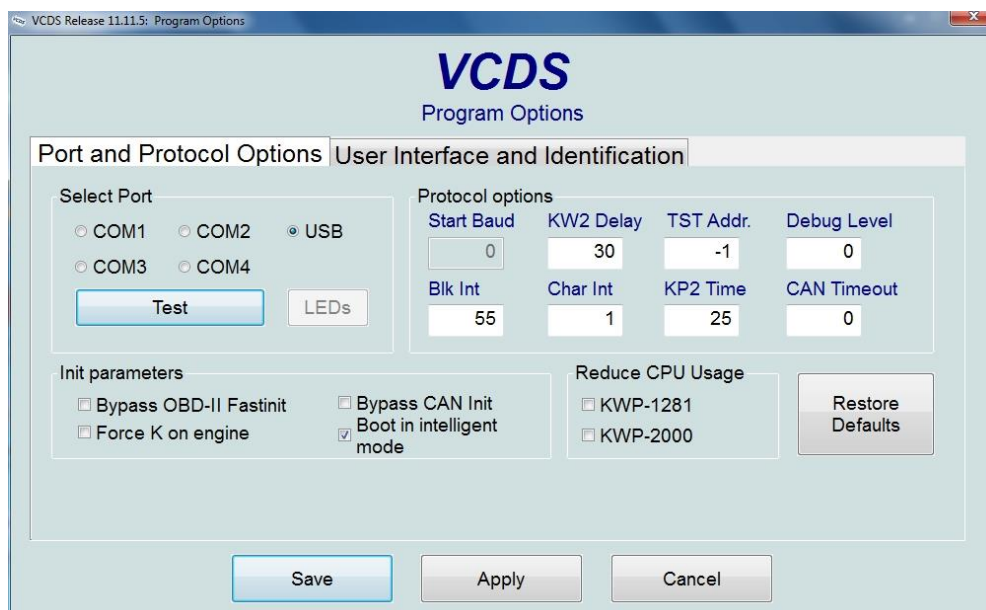 VCDS Release 11.11.5: Program Options
VCDS
Program Options
Port and Protocol Options User Interface and Identification
Select Port
COM1 COM2 USB
COM3 COM4
Test LEDs
Protocol options
Start Baud KW2 Delay TST Addr. Debug Level
0 30 -1 0
Blk Int Char Int KP2 Time CAN Timeout
55 1 25 0
Init parameters
Bypass OBD-II Fastinit Bypass CAN Init
Force K on engine Boot in intelligent
mode
Reduce CPU Usage
KWP-1281
KWP-2000
Restore
Defaults
Save Apply Cancel